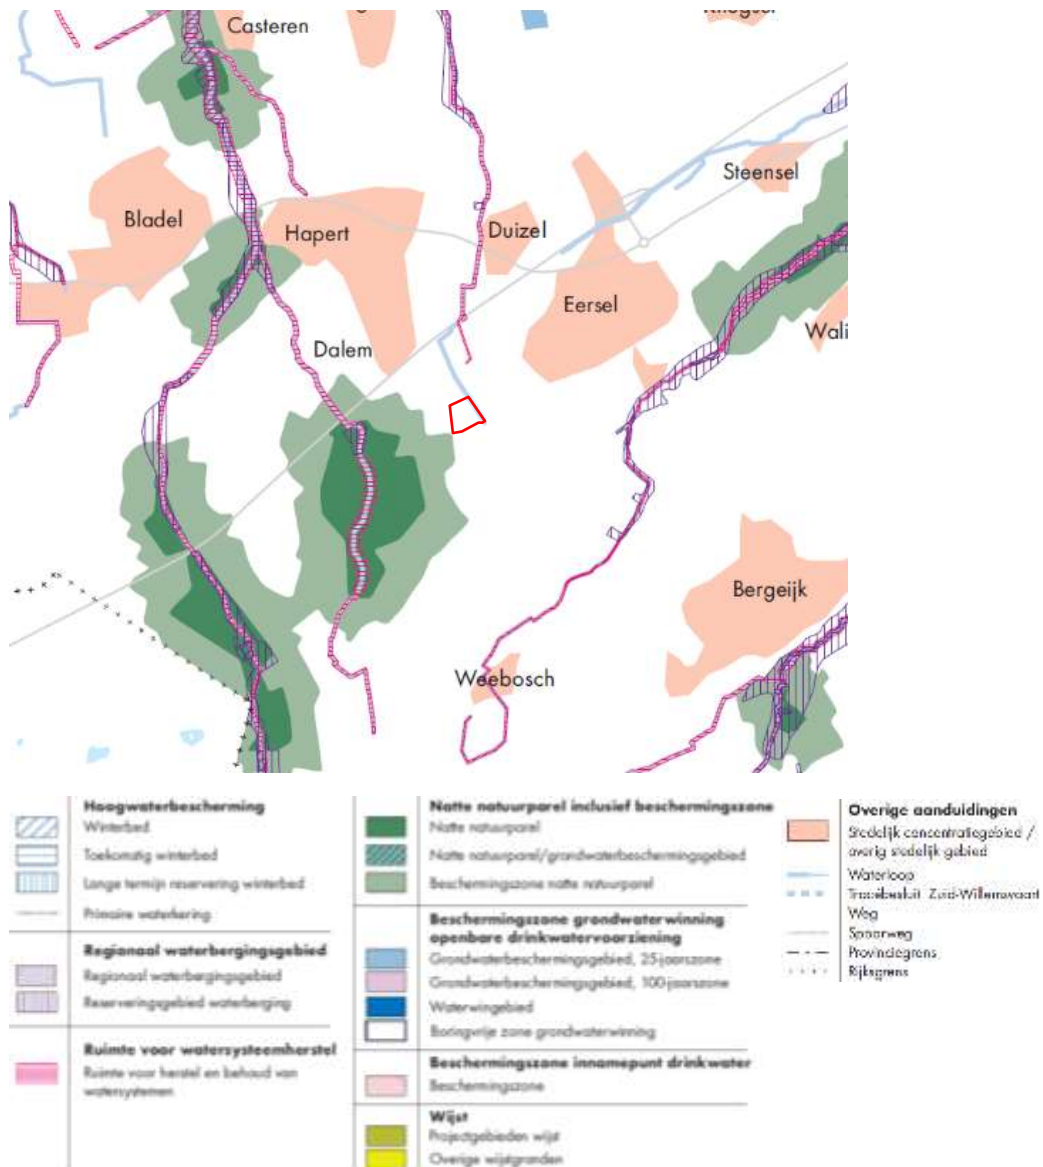 Casteren
Steensel
Bladel
Hapert
Duizel
Eersel
Wali
Dalem
Bergeijk
Weebosch
Hoogwaterbescherming
Winterbed
Toekomstig winterbed
Lange termijn reservering winterbed
Primaire waterkering
Regionaal waterbergingsgebied
Regionaal waterbergingsgebied
Reserveringsgebied waterberging
Ruimte voor watersysteemherstel
Ruimte voor herstel en behoud van
watersystemen
Natte natuurparel inclusief beschermingszone
Natte natuurparel
Natte natuurparel/grondwaterbeschermingsgebied
Beschermingszone natte natuurparel
Beschermingszone grondwaterwinning
openbare drinkwatervoorziening
Grondwaterbeschermingsgebied, 25-jaarszone
Grondwaterbeschermingsgebied, 100-jaarszone
Waterwingebied
Boringvrije zone grondwaterwinning
Beschermingszone innamepunt drinkwater
Beschermingszone
Wijst
Projectgebieden wijst
Overige wijstgronden
Overige aanduidingen
Stedelijk concentratiegebied /
overig stedelijk gebied
Waterloop
Tracébesluit Zuid-Willemsvaart
Weg
Spoorweg
Provinciegrens
Rijksgrens